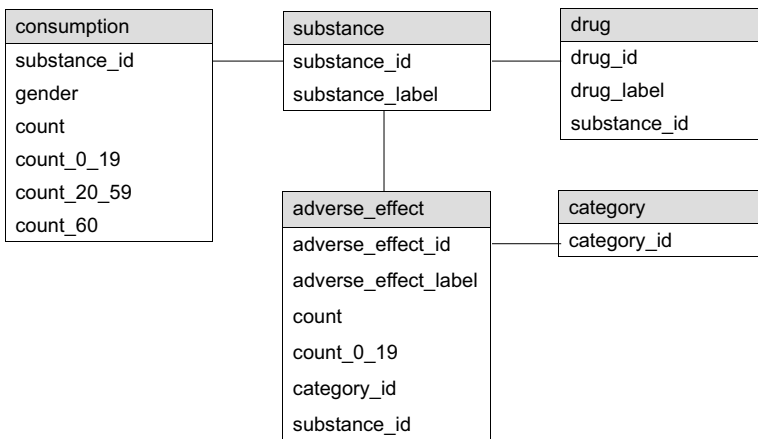 consumption
substance_id
gender
count
count_0_19
count_20_59
count_60
substance
substance_id
substance_label
drug
drug_id
drug_label
substance_id
adverse_effect
adverse_effect_id
adverse_effect_label
count
count_0_19
category_id
substance_id
category
category_id